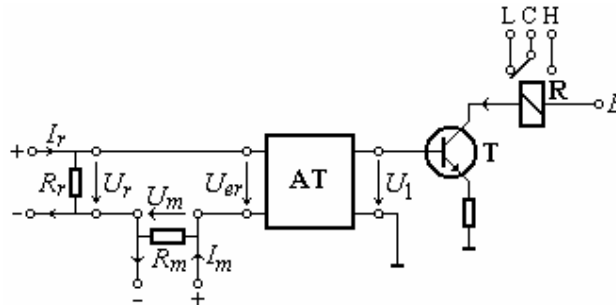 L C H
R
E
+ I_r
R_r U_r U_m U_er AT U_1 T
-
R_m I_m
- +